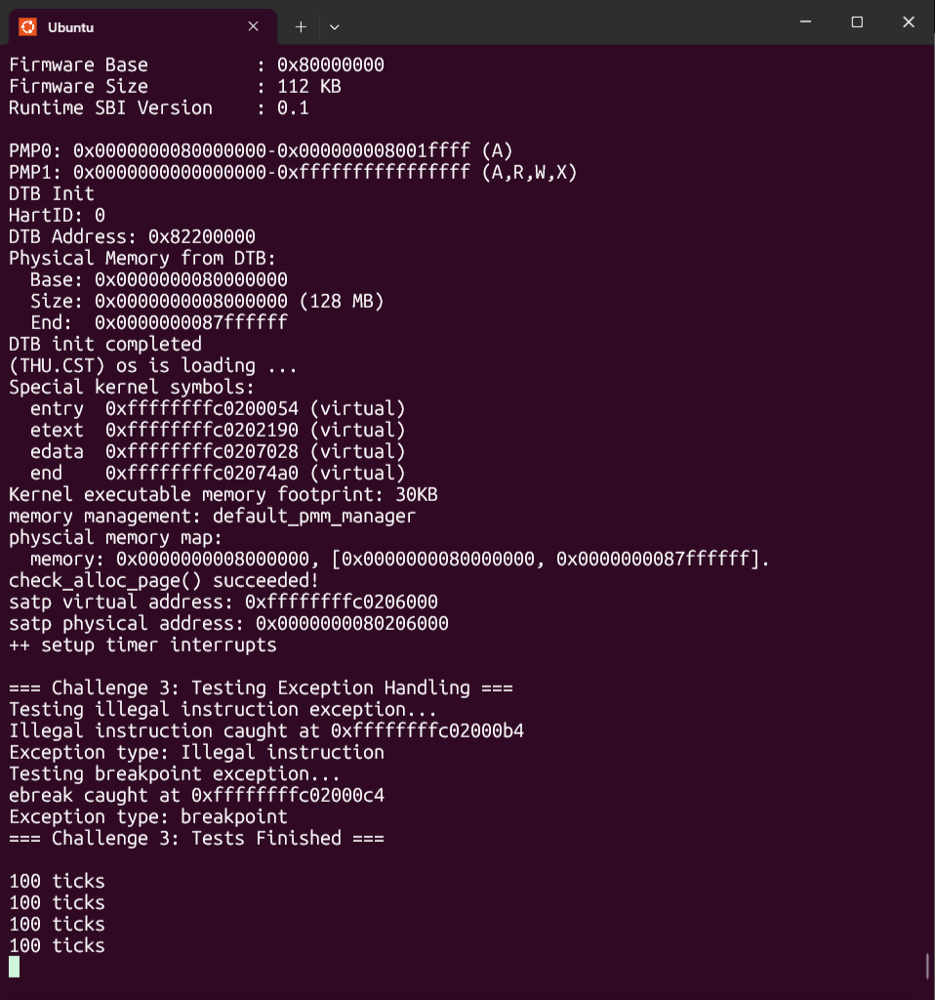 Ubuntu
Firmware Base          : 0x80000000
Firmware Size          : 112 KB
Runtime SBI Version    : 0.1

PMP0: 0x0000000080000000-0x000000008001ffff (A)
PMP1: 0x0000000000000000-0xffffffffffffffff (A,R,W,X)
DTB Init
HartID: 0
DTB Address: 0x82200000
Physical Memory from DTB:
  Base: 0x0000000080000000
  Size: 0x0000000008000000 (128 MB)
  End:  0x0000000087ffffff
DTB init completed
(THU.CST) os is loading ...
Special kernel symbols:
  entry  0xffffffffc0200054 (virtual)
  etext  0xffffffffc0202190 (virtual)
  edata  0xffffffffc0207028 (virtual)
  end    0xffffffffc02074a0 (virtual)
Kernel executable memory footprint: 30KB
memory management: default_pmm_manager
physcial memory map:
  memory: 0x0000000008000000, [0x0000000080000000, 0x0000000087ffffff].
check_alloc_page() succeeded!
satp virtual address: 0xffffffffc0206000
satp physical address: 0x0000000080206000
++ setup timer interrupts

=== Challenge 3: Testing Exception Handling ===
Testing illegal instruction exception...
Illegal instruction caught at 0xffffffffc02000b4
Exception type: Illegal instruction
Testing breakpoint exception...
ebreak caught at 0xffffffffc02000c4
Exception type: breakpoint
=== Challenge 3: Tests Finished ===

100 ticks
100 ticks
100 ticks
100 ticks